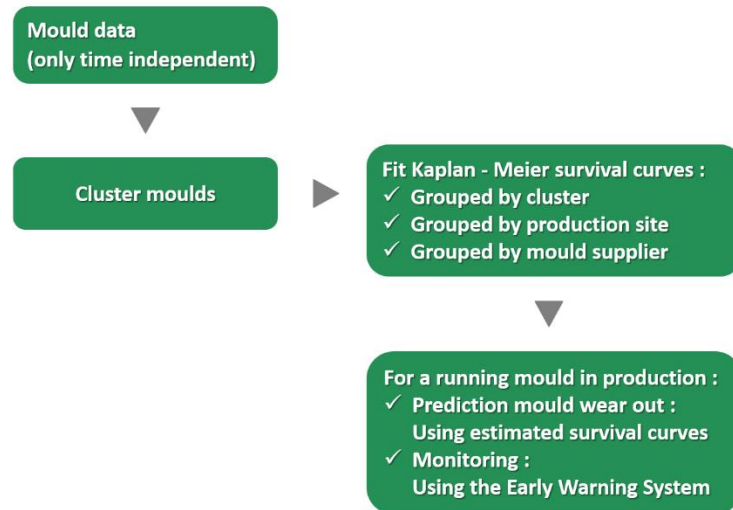 Mould data
(only time independent)
Cluster moulds
Fit Kaplan - Meier survival curves :
✓ Grouped by cluster
✓ Grouped by production site
✓ Grouped by mould supplier
For a running mould in production :
✓ Prediction mould wear out :
Using estimated survival curves
✓ Monitoring :
Using the Early Warning System